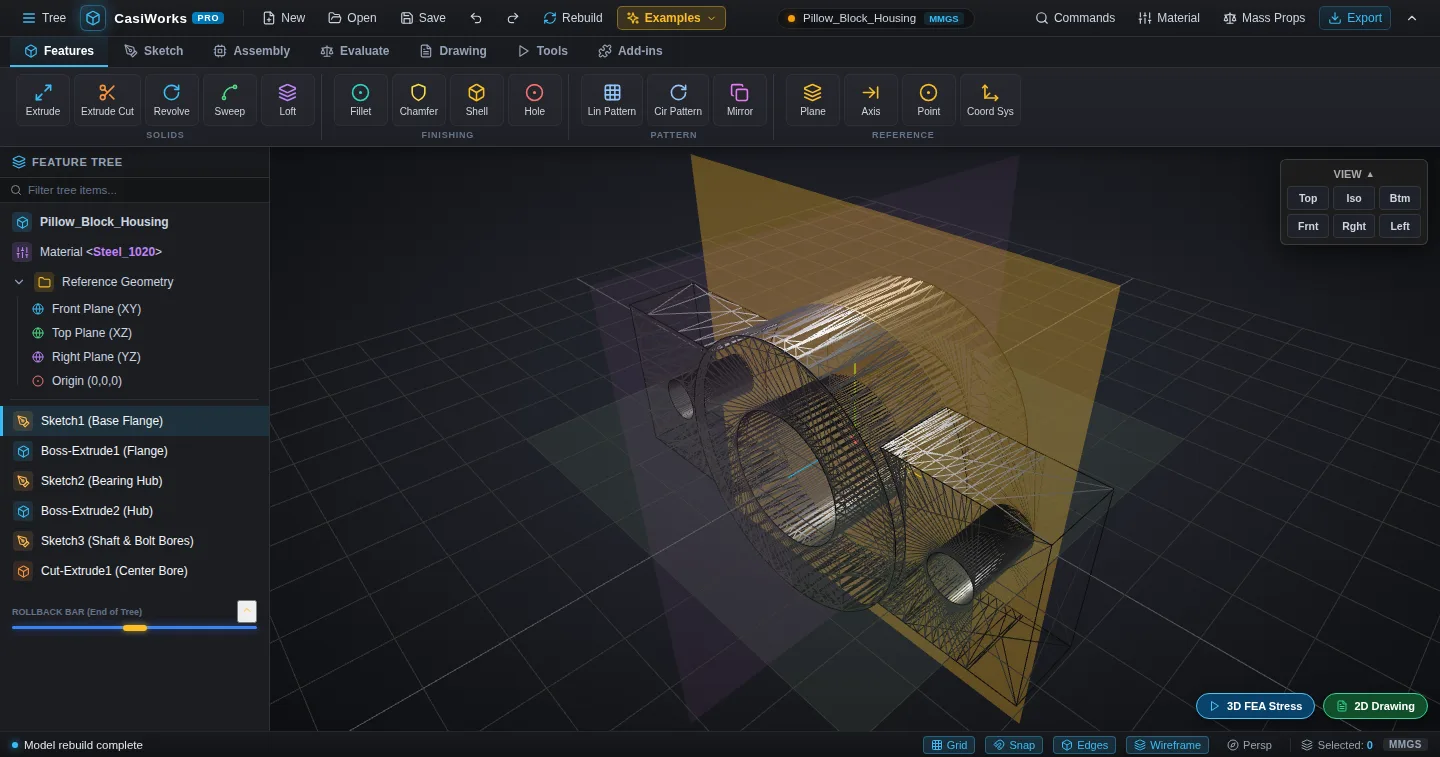 Tree CasiWorks PRO New Open Save Rebuild Examples Pillow_Block_Housing MMGS Commands Material Mass Props Export
Features Sketch Assembly Evaluate Drawing Tools Add-ins
Extrude Extrude Cut Revolve Sweep Loft Fillet Chamfer Shell Hole Lin Pattern Cir Pattern Mirror Plane Axis Point Coord Sys
SOLIDS FINISHING PATTERN REFERENCE
FEATURE TREE
Filter tree items...
Pillow_Block_Housing
Material <Steel_1020>
Reference Geometry
Front Plane (XY)
Top Plane (XZ)
Right Plane (YZ)
Origin (0,0,0)
Sketch1 (Base Flange)
Boss-Extrude1 (Flange)
Sketch2 (Bearing Hub)
Boss-Extrude2 (Hub)
Sketch3 (Shaft & Bolt Bores)
Cut-Extrude1 (Center Bore)
ROLLBACK BAR (End of Tree)
VIEW ▲
Top Iso Btm
Frnt Rght Left
3D FEA Stress 2D Drawing
Model rebuild complete Grid Snap Edges Wireframe Persp Selected: 0 MMGS